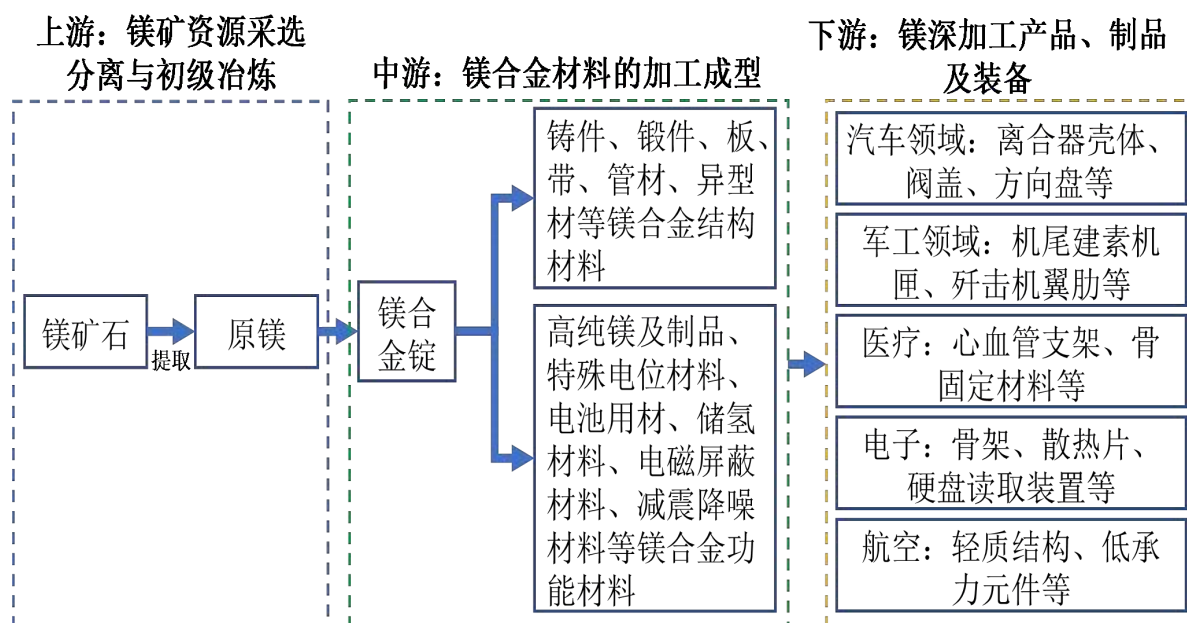 上游：镁矿资源采选
分离与初级冶炼
镁矿石
提取
原镁
中游：镁合金材料的加工成型
镁合
金锭
铸件、锻件、板、
带、管材、异型
材等镁合金结构
材料
高纯镁及制品、
特殊电位材料、
电池用材、储氢
材料、电磁屏蔽
材料、减震降噪
材料等镁合金功
能材料
下游：镁深加工产品、制品
及装备
汽车领域：离合器壳体、
阀盖、方向盘等
军工领域：机尾建素机
匣、歼击机翼肋等
医疗：心血管支架、骨
固定材料等
电子：骨架、散热片、
硬盘读取装置等
航空：轻质结构、低承
力元件等